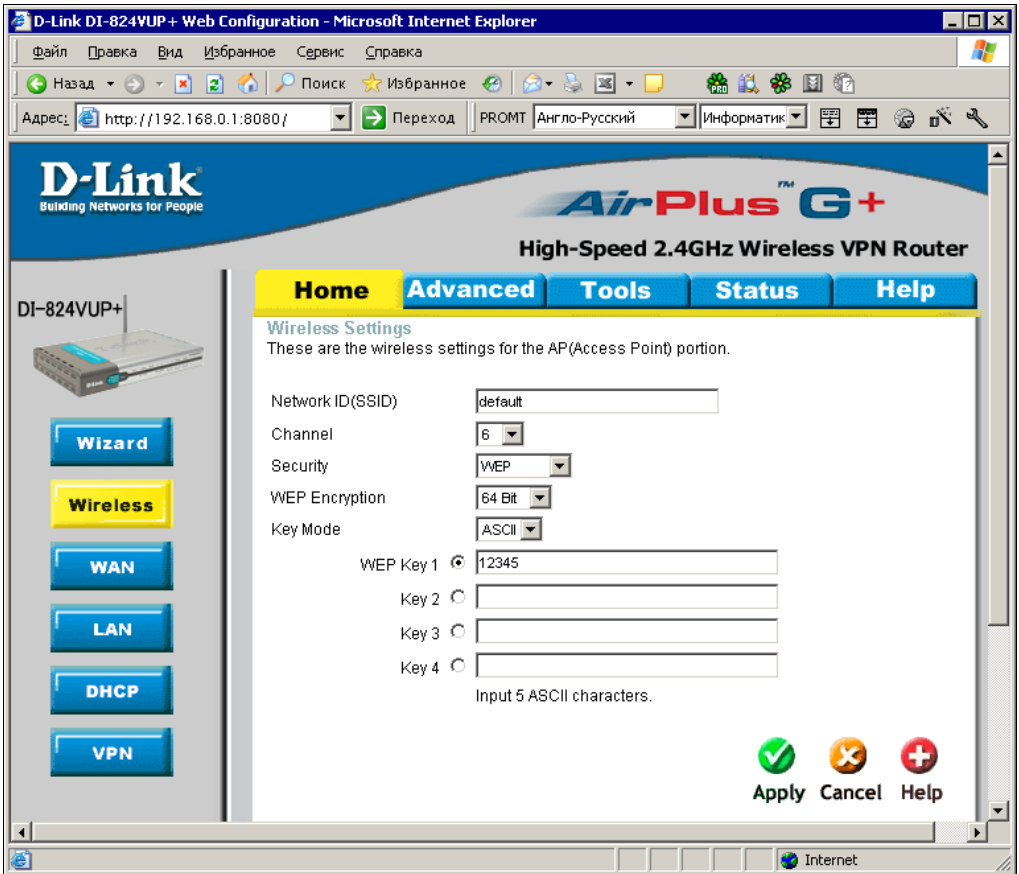 D-Link DI-824VUP+ Web Configuration - Microsoft Internet Explorer
Файл Правка Вид Избранное Сервис Справка
Назад Поиск Избранное PRO
Адрес: http://192.168.0.1:8080/ Переход PROMT Англо-Русский Информатик
D-Link
Building Networks for People
AirPlus™ G+
High-Speed 2.4GHz Wireless VPN Router
DI-824VUP+
Home Advanced Tools Status Help
Wireless Settings
These are the wireless settings for the AP(Access Point) portion.
Network ID(SSID) default
Channel 6
Security WEP
WEP Encryption 64 Bit
Key Mode ASCII
WEP Key 1 12345
Key 2
Key 3
Key 4
Input 5 ASCII characters.
Wizard
Wireless
WAN
LAN
DHCP
VPN
Apply Cancel Help
Internet